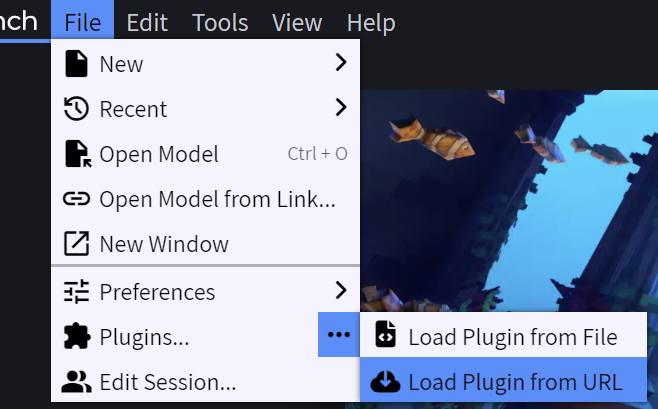 nch File Edit Tools View Help
New
Recent
Open Model Ctrl + O
Open Model from Link...
New Window
Preferences
Plugins... Load Plugin from File
Edit Session... Load Plugin from URL